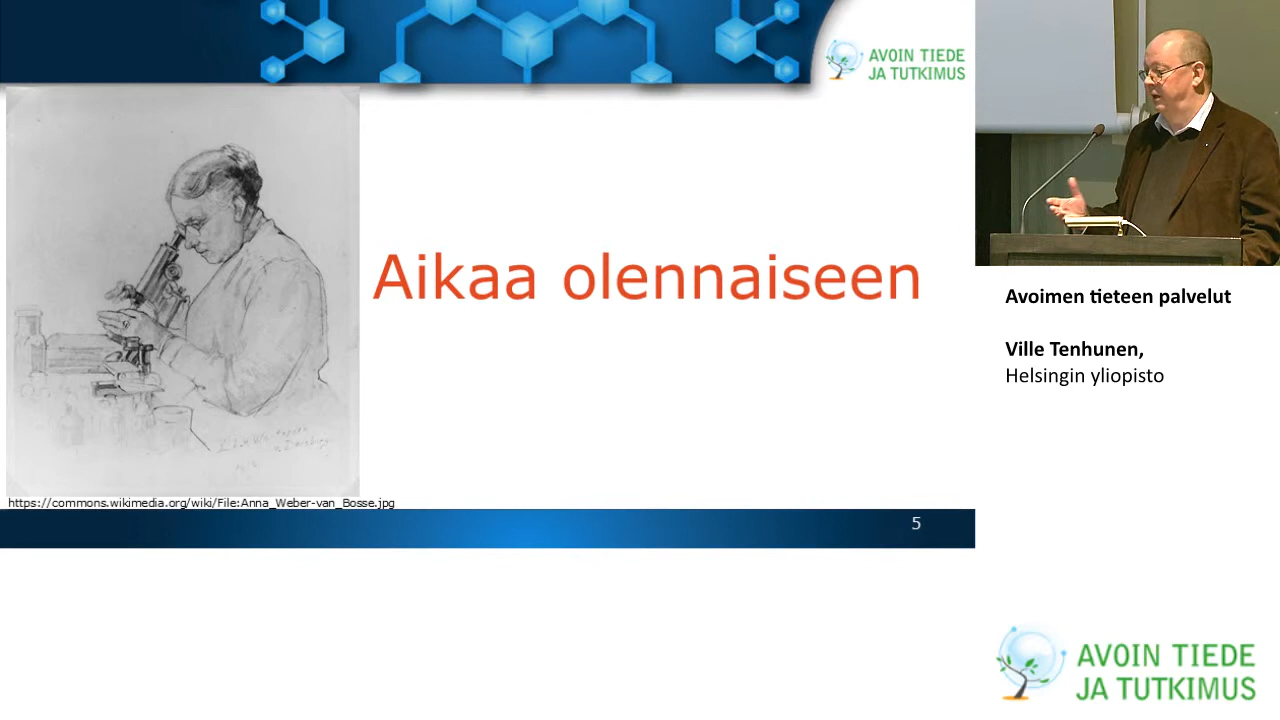 AVOIN TIEDE
JA TUTKIMUS
Aikaa olennaiseen
https://commons.wikimedia.org/wiki/File:Anna_Weber-van_Bosse.jpg
5
Avoimen tieteen palvelut
Ville Tenhunen,
Helsingin yliopisto
AVOIN TIEDE
JA TUTKIMUS